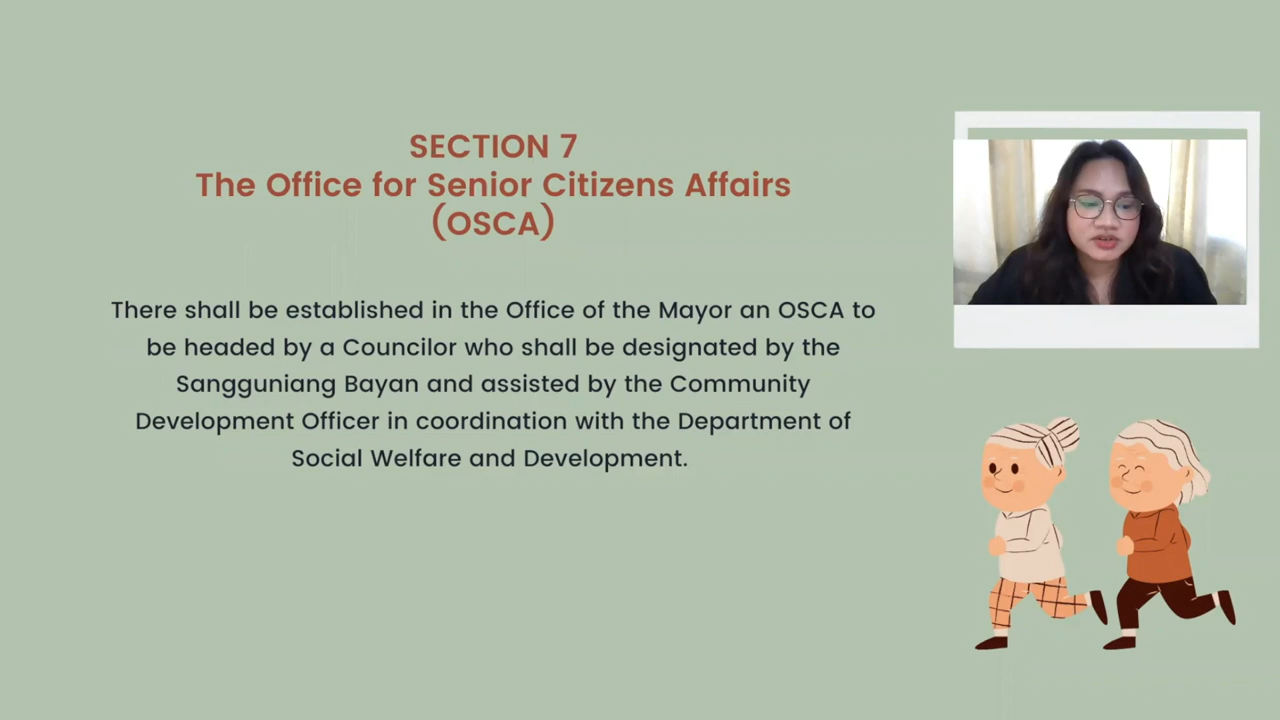 SECTION 7
The Office for Senior Citizens Affairs
(OSCA)
There shall be established in the Office of the Mayor an OSCA to
be headed by a Councilor who shall be designated by the
Sangguniang Bayan and assisted by the Community
Development Officer in coordination with the Department of
Social Welfare and Development.